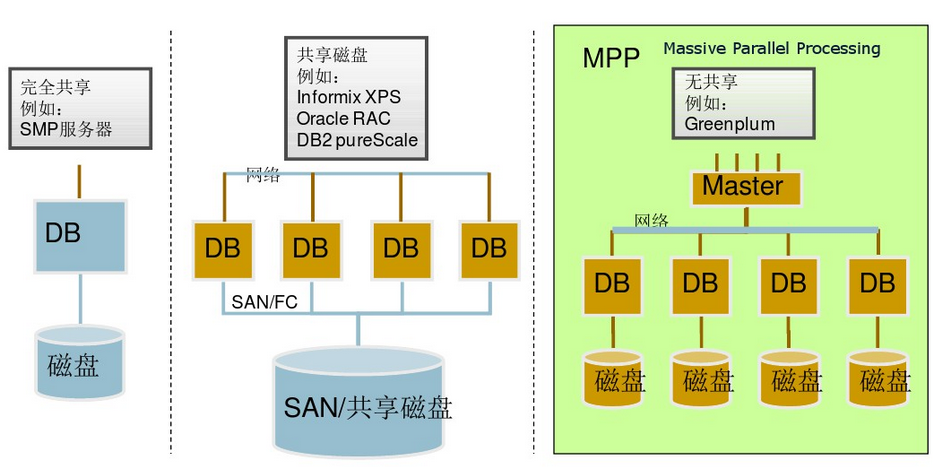 完全共享
例如:
SMP服务器
DB
磁盘
共享磁盘
例如:
Informix XPS
Oracle RAC
DB2 pureScale
网络
DB DB DB DB
SAN/FC
SAN/共享磁盘
MPP Massive Parallel Processing
无共享
例如:
Greenplum
Master
网络
DB DB DB DB
磁盘 磁盘 磁盘 磁盘